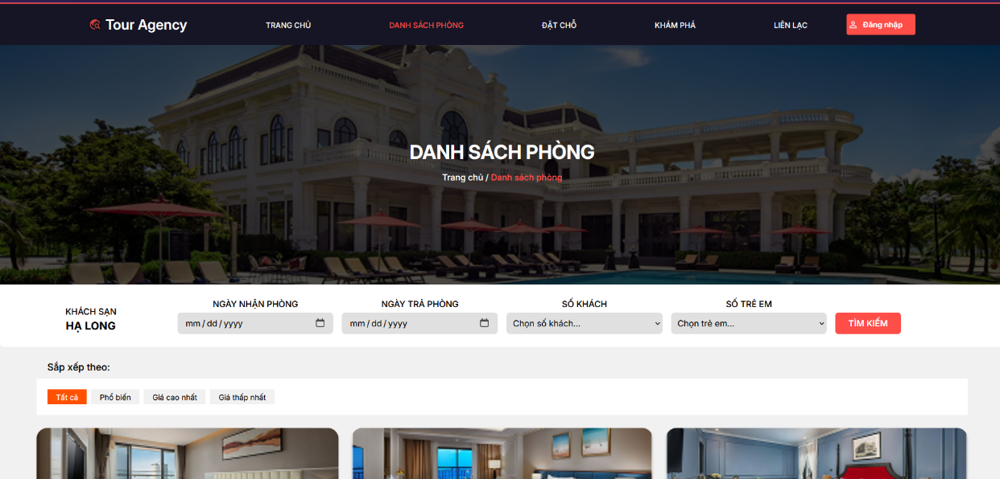 Tour Agency
TRANG CHỦ
DANH SÁCH PHÒNG
ĐẶT CHỖ
KHÁM PHÁ
LIÊN LẠC
Đăng nhập
DANH SÁCH PHÒNG
Trang chủ / Danh sách phòng
KHÁCH SẠN
HẠ LONG
NGÀY NHẬN PHÒNG
mm / dd / yyyy
NGÀY TRẢ PHÒNG
mm / dd / yyyy
SỐ KHÁCH
Chọn số khách...
SỐ TRẺ EM
Chọn trẻ em...
TÌM KIẾM
Sắp xếp theo:
Tất cả
Phổ biến
Giá cao nhất
Giá thấp nhất